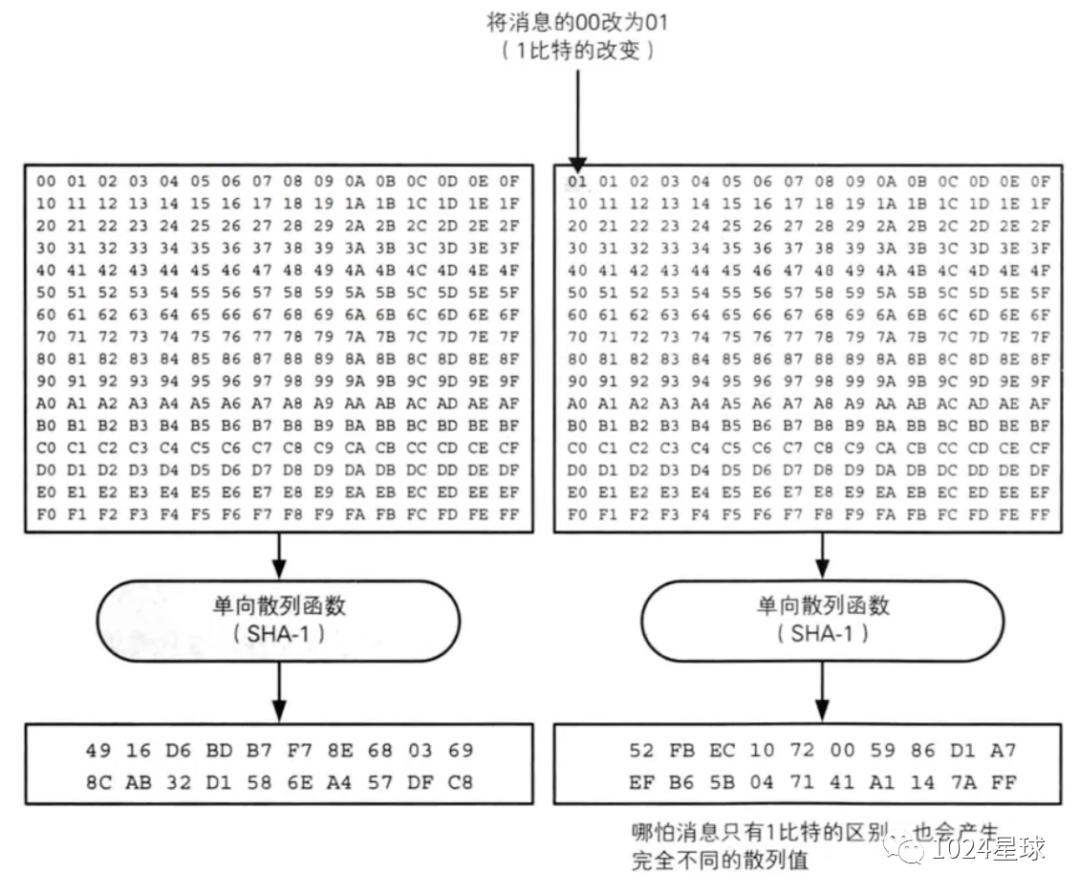 将消息的00改为01
（1比特的改变）
00 01 02 03 04 05 06 07 08 09 0A 0B 0C 0D 0E 0F
10 11 12 13 14 15 16 17 18 19 1A 1B 1C 1D 1E 1F
20 21 22 23 24 25 26 27 28 29 2A 2B 2C 2D 2E 2F
30 31 32 33 34 35 36 37 38 39 3A 3B 3C 3D 3E 3F
40 41 42 43 44 45 46 47 48 49 4A 4B 4C 4D 4E 4F
50 51 52 53 54 55 56 57 58 59 5A 5B 5C 5D 5E 5F
60 61 62 63 64 65 66 67 68 69 6A 6B 6C 6D 6E 6F
70 71 72 73 74 75 76 77 78 79 7A 7B 7C 7D 7E 7F
80 81 82 83 84 85 86 87 88 89 8A 8B 8C 8D 8E 8F
90 91 92 93 94 95 96 97 98 99 9A 9B 9C 9D 9E 9F
A0 A1 A2 A3 A4 A5 A6 A7 A8 A9 AA AB AC AD AE AF
B0 B1 B2 B3 B4 B5 B6 B7 B8 B9 BA BB BC BD BE BF
C0 C1 C2 C3 C4 C5 C6 C7 C8 C9 CA CB CC CD CE CF
D0 D1 D2 D3 D4 D5 D6 D7 D8 D9 DA DB DC DD DE DF
E0 E1 E2 E3 E4 E5 E6 E7 E8 E9 EA EB EC ED EE EF
F0 F1 F2 F3 F4 F5 F6 F7 F8 F9 FA FB FC FD FE FF
单向散列函数
（SHA-1）
49 16 D6 BD B7 F7 8E 68 03 69
8C AB 32 D1 58 6E A4 57 DF C8
01 01 02 03 04 05 06 07 08 09 0A 0B 0C 0D 0E 0F
10 11 12 13 14 15 16 17 18 19 1A 1B 1C 1D 1E 1F
20 21 22 23 24 25 26 27 28 29 2A 2B 2C 2D 2E 2F
30 31 32 33 34 35 36 37 38 39 3A 3B 3C 3D 3E 3F
40 41 42 43 44 45 46 47 48 49 4A 4B 4C 4D 4E 4F
50 51 52 53 54 55 56 57 58 59 5A 5B 5C 5D 5E 5F
60 61 62 63 64 65 66 67 68 69 6A 6B 6C 6D 6E 6F
70 71 72 73 74 75 76 77 78 79 7A 7B 7C 7D 7E 7F
80 81 82 83 84 85 86 87 88 89 8A 8B 8C 8D 8E 8F
90 91 92 93 94 95 96 97 98 99 9A 9B 9C 9D 9E 9F
A0 A1 A2 A3 A4 A5 A6 A7 A8 A9 AA AB AC AD AE AF
B0 B1 B2 B3 B4 B5 B6 B7 B8 B9 BA BB BC BD BE BF
C0 C1 C2 C3 C4 C5 C6 C7 C8 C9 CA CB CC CD CE CF
D0 D1 D2 D3 D4 D5 D6 D7 D8 D9 DA DB DC DD DE DF
E0 E1 E2 E3 E4 E5 E6 E7 E8 E9 EA EB EC ED EE EF
F0 F1 F2 F3 F4 F5 F6 F7 F8 F9 FA FB FC FD FE FF
单向散列函数
（SHA-1）
52 FB EC 10 72 00 59 86 D1 A7
EF B6 5B 04 71 41 A1 14 7A FF
哪怕消息只有1比特的区别，也会产生
完全不同的散列值
1024星球